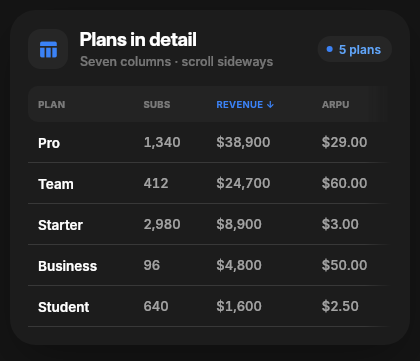 Plans in detail
Seven columns · scroll sideways
5 plans
PLAN SUBS REVENUE ↓ ARPU
Pro 1,340 $38,900 $29.00
Team 412 $24,700 $60.00
Starter 2,980 $8,900 $3.00
Business 96 $4,800 $50.00
Student 640 $1,600 $2.50